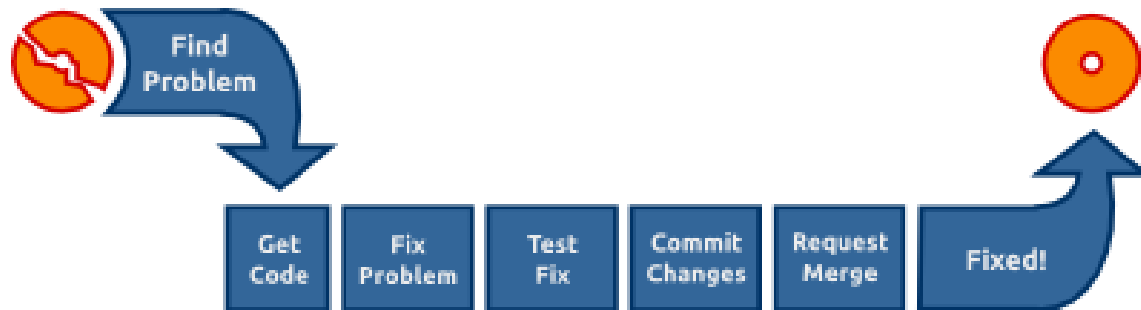 Find
Problem
Get
Code
Fix
Problem
Test
Fix
Commit
Changes
Request
Merge
Fixed!